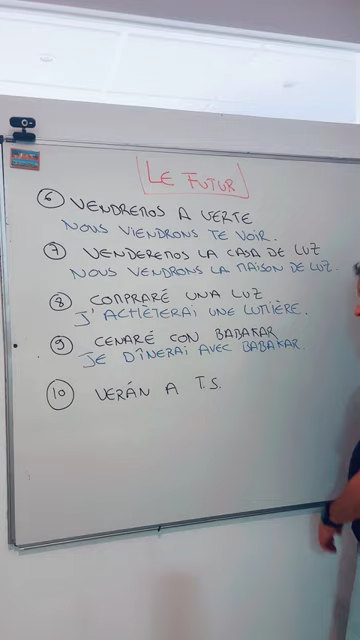 LE FUTUR
6 VENDREMOS A VERTE
NOUS VIENDRONS TE VOIR.
7 VENDEREMOS LA CASA DE LUZ
NOUS VENDRONS LA MAISON DE LUZ.
8 COMPRARÉ UNA LUZ
J'ACHÈTERAI UNE LUMIÈRE.
9 CENARÉ CON BABAKAR
JE DÎNERAI AVEC BABAKAR
10 VERÁN A T.S.